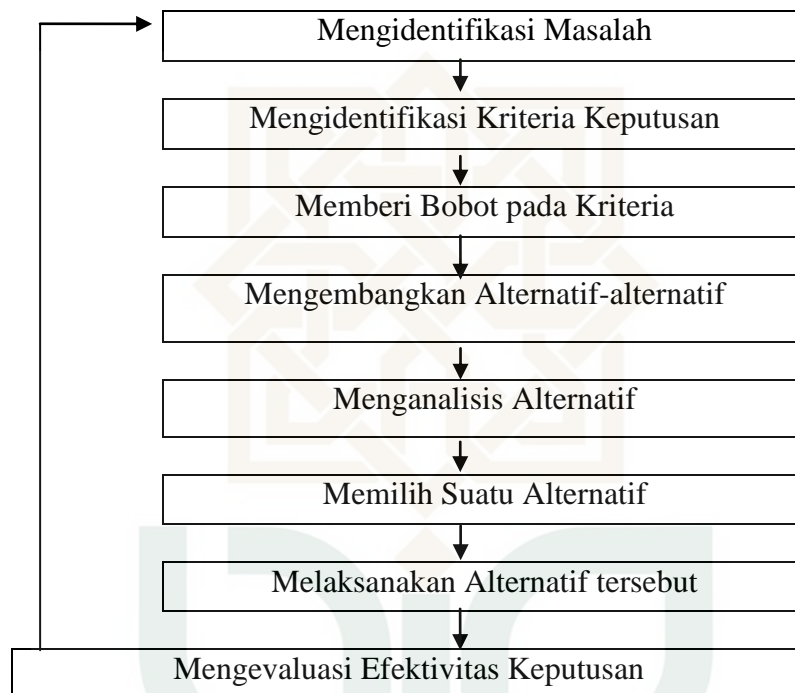 Mengidentifikasi Masalah
Mengidentifikasi Kriteria Keputusan
Memberi Bobot pada Kriteria
Mengembangkan Alternatif-alternatif
Menganalisis Alternatif
Memilih Suatu Alternatif
Melaksanakan Alternatif tersebut
Mengevaluasi Efektivitas Keputusan